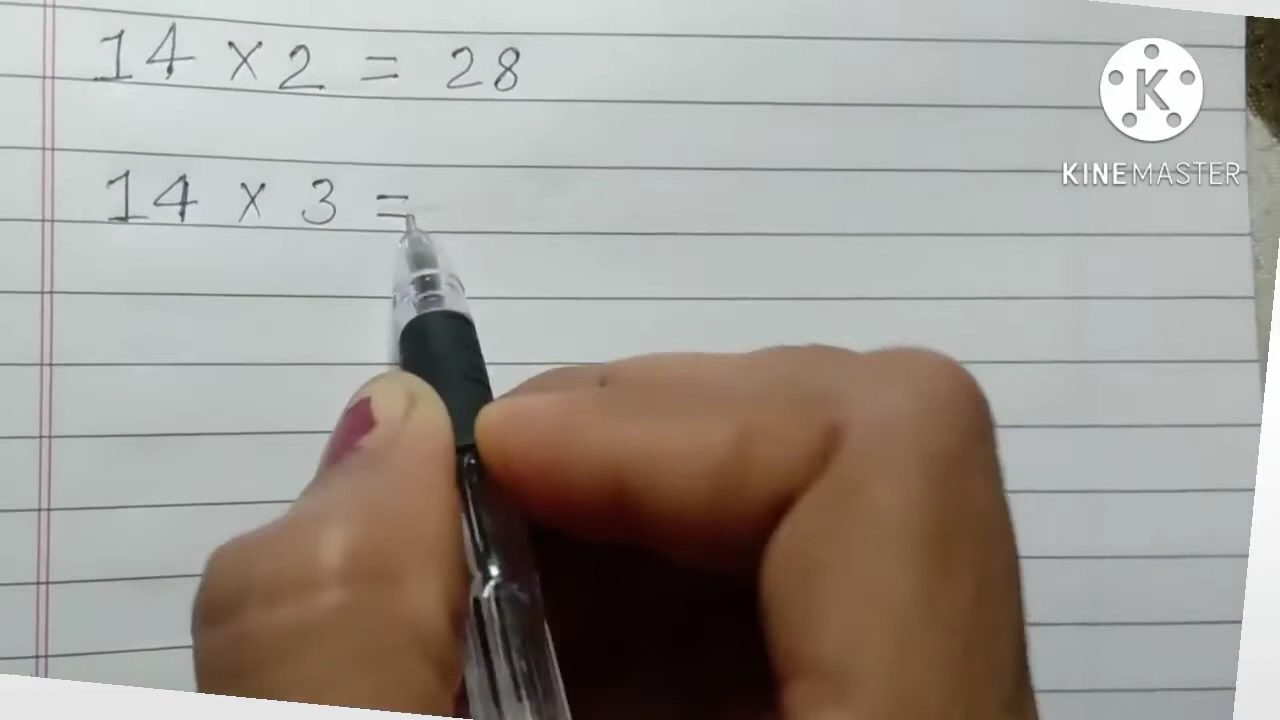 14 × 2 = 28
K
KINEMASTER
14 × 3 =